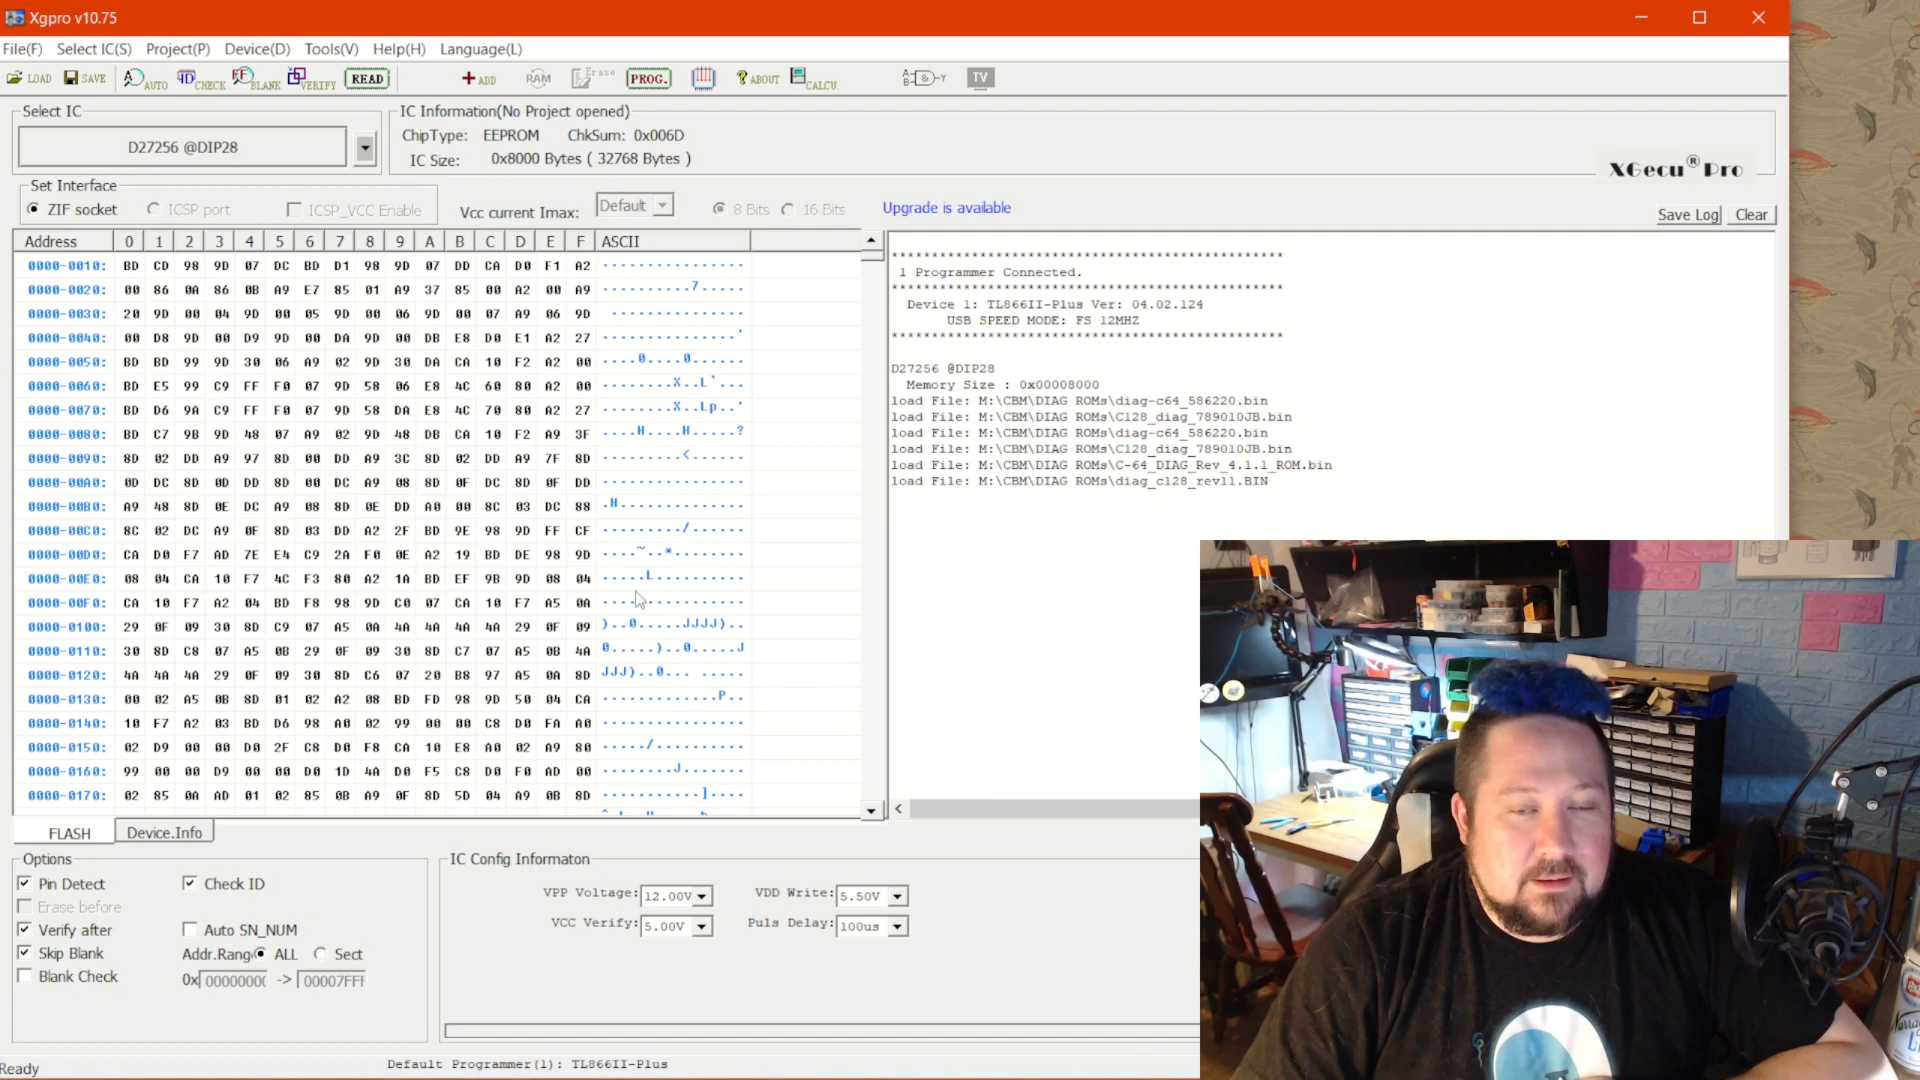 Xgpro v10.75
File(F) Select IC(S) Project(P) Device(D) Tools(V) Help(H) Language(L)
LOAD SAVE AUTO CHECK BLANK VERIFY READ ADD RAM Erase PROG. ABOUT CALCU. TV
Select IC
D27256 @DIP28
IC Information(No Project opened)
ChipType: EEPROM ChkSum: 0x006D
IC Size: 0x8000 Bytes ( 32768 Bytes )
XGecu® Pro
Set Interface
ZIF socket ICSP port ICSP_VCC Enable
Vcc current Imax: Default 8 Bits 16 Bits
Upgrade is available
Save Log Clear
Address 0 1 2 3 4 5 6 7 8 9 A B C D E F ASCII
0000-0010: BD CD 98 9D 07 DC BD D1 98 9D 07 DD CA D0 F1 A2 ................
0000-0020: 00 86 0A 86 0B A9 E7 85 01 A9 37 85 00 A2 00 A9 ..........7.....
0000-0030: 20 9D 00 04 9D 00 05 9D 00 06 9D 00 07 A9 06 9D  ...............
0000-0040: 00 D8 9D 00 D9 9D 00 DA 9D 00 DB E8 D0 E1 A2 27 ...............'
0000-0050: BD BD 99 9D 30 06 A9 02 9D 30 DA CA 10 F2 A2 00 ....0....0......
0000-0060: BD E5 99 C9 FF F0 07 9D 58 06 E8 4C 60 80 A2 00 ........X..L`...
0000-0070: BD D6 9A C9 FF F0 07 9D 58 DA E8 4C 70 80 A2 27 ........X..Lp..'
0000-0080: BD C7 9B 9D 48 07 A9 02 9D 48 DB CA 10 F2 A9 3F ....H....H.....?
0000-0090: 8D 02 DD A9 97 8D 00 DD A9 3C 8D 02 DD A9 7F 8D .........<......
0000-00A0: 0D DC 8D 0D DD 8D 00 DC A9 08 8D 0F DC 8D 0F DD ................
0000-00B0: A9 48 8D 0E DC A9 08 8D 0E DD A0 00 8C 03 DC 88 .H..............
0000-00C0: 8C 02 DC A9 0F 8D 03 DD A2 2F BD 9E 98 9D FF CF ........./......
0000-00D0: CA D0 F7 AD 7E E4 C9 2A F0 0E A2 19 BD DE 98 9D ....~..*........
0000-00E0: 08 04 CA 10 F7 4C F3 80 A2 1A BD EF 9B 9D 08 04 .....L..........
0000-00F0: CA 10 F7 A2 04 BD F8 98 9D C0 07 CA 10 F7 A5 0A ................
0000-0100: 29 0F 09 30 8D C9 07 A5 0A 4A 4A 4A 4A 29 0F 09 )..0.....JJJJ)..
0000-0110: 30 8D C8 07 A5 0B 29 0F 09 30 8D C7 07 A5 0B 4A 0.....)..0.....J
0000-0120: 4A 4A 4A 29 0F 09 30 8D C6 07 20 B8 97 A5 0A 8D JJJ)..0... .....
0000-0130: 00 02 A5 0B 8D 01 02 A2 08 BD FD 98 9D 50 04 CA .............P..
0000-0140: 10 F7 A2 03 BD D6 98 A0 02 99 00 00 C8 D0 FA A0 ................
0000-0150: 02 D9 00 00 D0 2F C8 D0 F8 CA 10 E8 A0 02 A9 80 ...../..........
0000-0160: 99 00 00 D9 00 00 D0 1D 4A D0 F5 C8 D0 F0 AD 00 ........J.......
0000-0170: 02 85 0A AD 01 02 85 0B A9 0F 8D 5D 04 A9 0B 8D ...........]....
***********************************************
1 Programmer Connected.
***********************************************
Device 1: TL866II-Plus Ver: 04.02.124
USB SPEED MODE: FS 12MHZ
***********************************************
D27256 @DIP28
Memory Size : 0x00008000
load File: M:\CBM\DIAG ROMs\diag-c64_586220.bin
load File: M:\CBM\DIAG ROMs\C128_diag_789010JB.bin
load File: M:\CBM\DIAG ROMs\diag-c64_586220.bin
load File: M:\CBM\DIAG ROMs\C128_diag_789010JB.bin
load File: M:\CBM\DIAG ROMs\C-64_DIAG_Rev_4.1.1_ROM.bin
load File: M:\CBM\DIAG ROMs\diag_c128_rev11.BIN
FLASH Device.Info
Options
Pin Detect Check ID
Erase before
Verify after Auto SN_NUM
Skip Blank Addr.Rang ALL Sect
Blank Check 0x 0000000 -> 00007FF
IC Config Informaton
VPP Voltage: 12.00V VDD Write: 5.50V
VCC Verify: 5.00V Puls Delay: 100us
Ready Default Programmer(1): TL866II-Plus